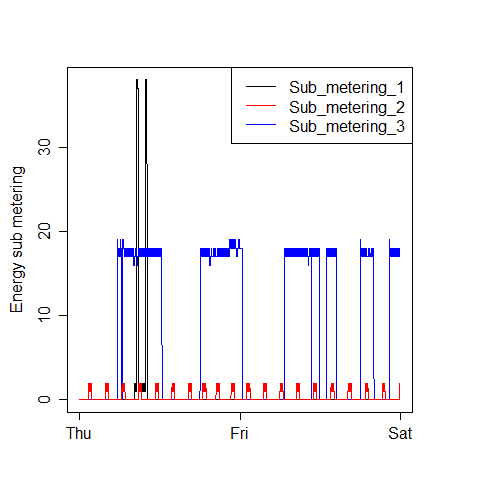 Sub_metering_1
Sub_metering_2
Sub_metering_3
Energy sub metering
30
20
10
0
Thu
Fri
Sat